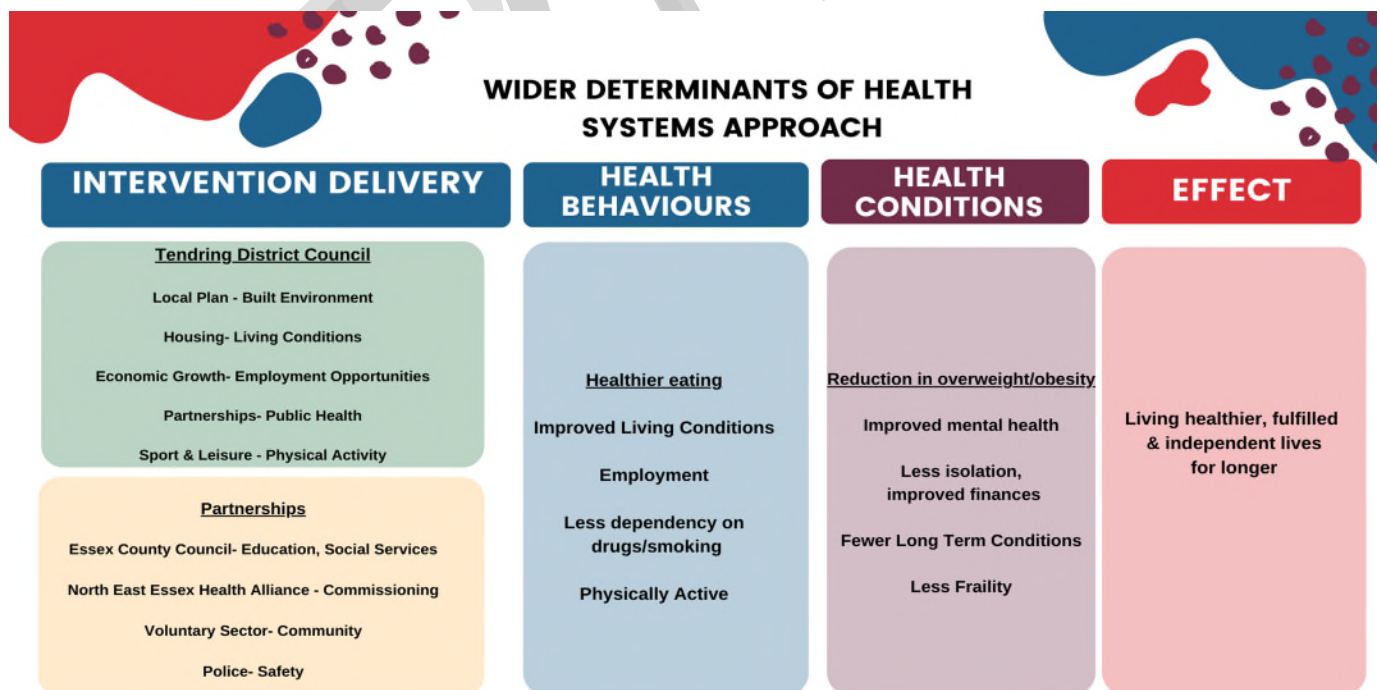 WIDER DETERMINANTS OF HEALTH
SYSTEMS APPROACH
INTERVENTION DELIVERY
Tendring District Council
Local Plan - Built Environment
Housing- Living Conditions
Economic Growth- Employment Opportunities
Partnerships- Public Health
Sport & Leisure - Physical Activity
Partnerships
Essex County Council- Education, Social Services
North East Essex Health Alliance - Commissioning
Voluntary Sector- Community
Police- Safety
HEALTH
BEHAVIOURS
Healthier eating
Improved Living Conditions
Employment
Less dependency on
drugs/smoking
Physically Active
HEALTH
CONDITIONS
Reduction in overweight/obesity
Improved mental health
Less isolation,
improved finances
Fewer Long Term Conditions
Less Fraility
EFFECT
Living healthier, fulfilled
& independent lives
for longer